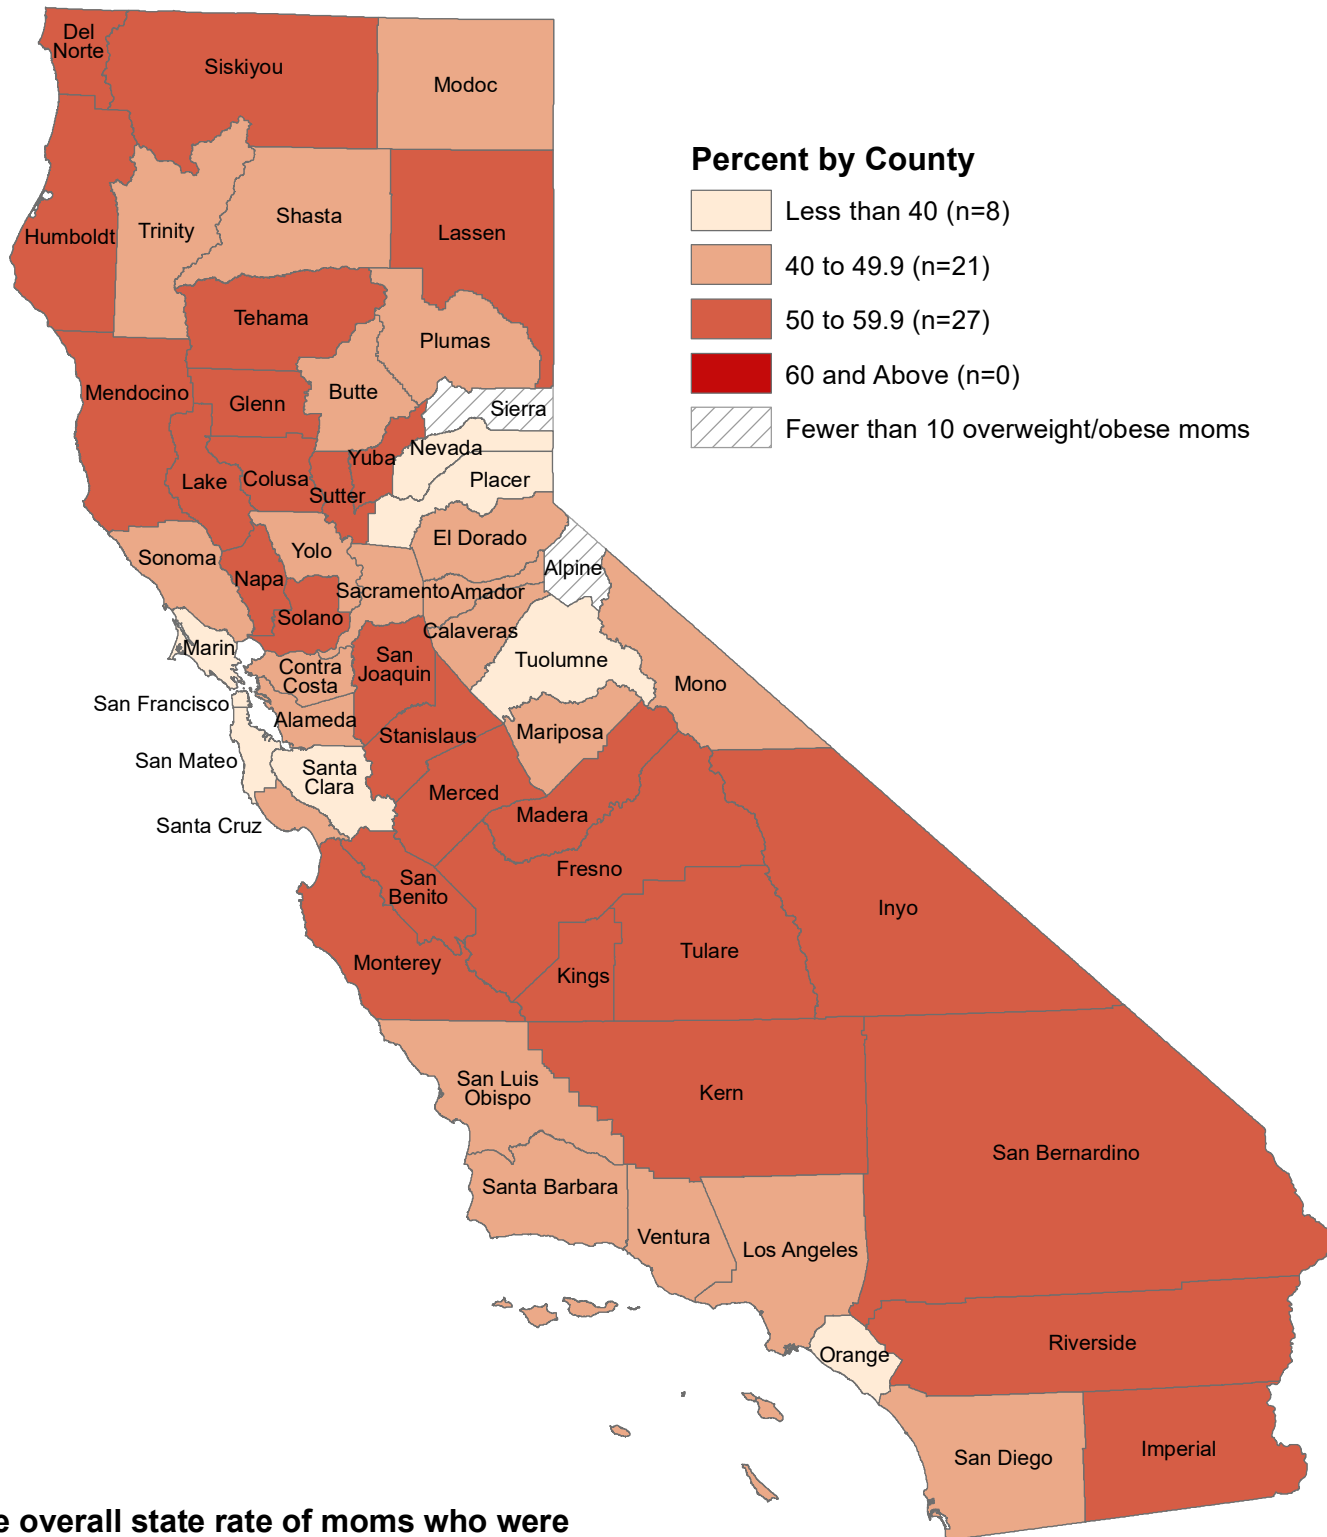 Del
Norte
Siskiyou
Modoc
Percent by County
Less than 40 (n=8)
40 to 49.9 (n=21)
50 to 59.9 (n=27)
60 and Above (n=0)
Fewer than 10 overweight/obese moms
Humboldt
Trinity
Shasta
Lassen
Tehama
Plumas
Mendocino
Glenn
Butte
Sierra
Lake
Colusa
Sutter
Yuba
Nevada
Placer
Sonoma
Napa
Yolo
El Dorado
Alpine
Solano
Sacramento
Amador
Marin
Contra
Costa
San
Joaquin
Calaveras
Tuolumne
Mono
San Francisco
Alameda
Stanislaus
Mariposa
San Mateo
Santa
Clara
Merced
Madera
Santa Cruz
San
Benito
Fresno
Inyo
Monterey
Kings
Tulare
San Luis
Obispo
Kern
San Bernardino
Santa Barbara
Ventura
Los Angeles
Orange
Riverside
San Diego
Imperial
e overall state rate of moms who were